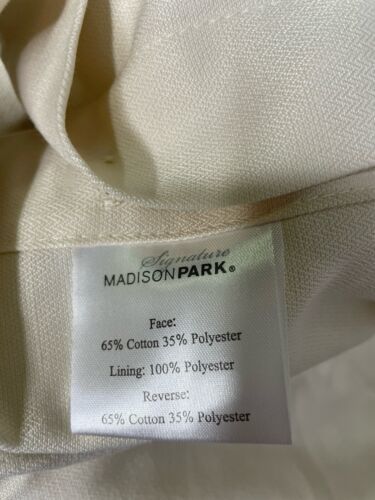 Signature
MADISONPARK®
Face:
65% Cotton 35% Polyester
Lining: 100% Polyester
Reverse:
65% Cotton 35% Polyester